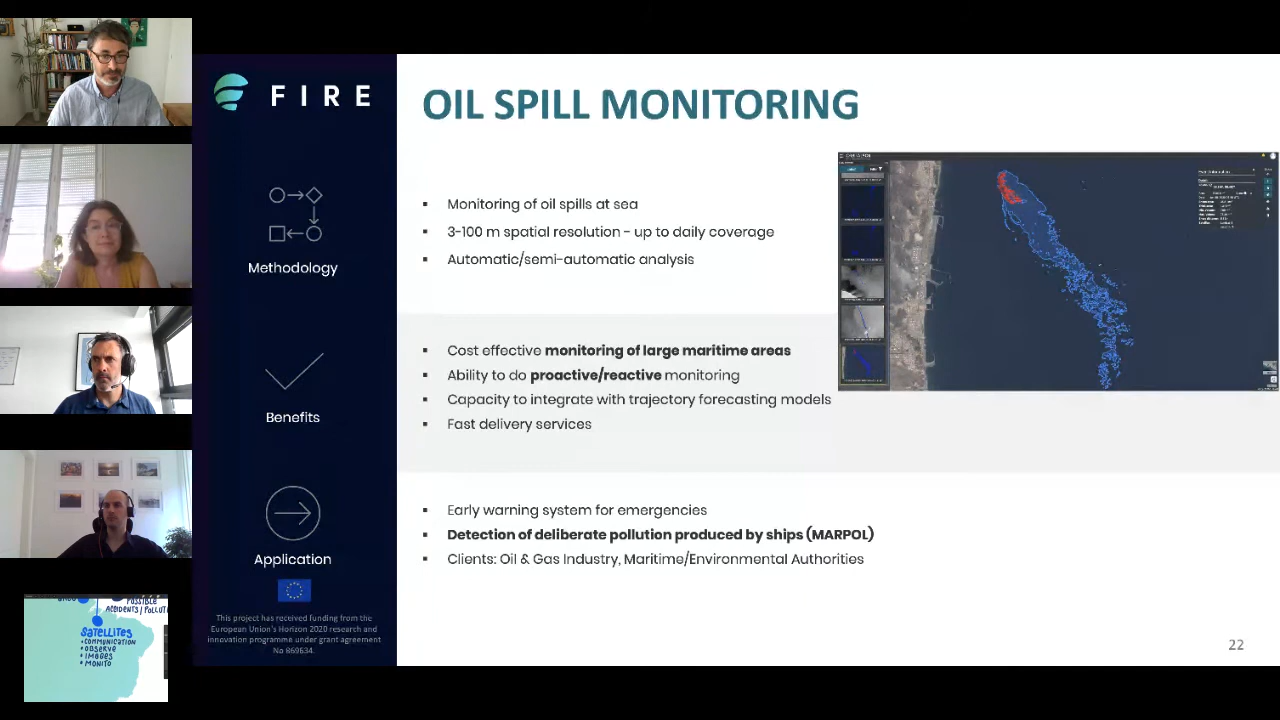 FIRE
OIL SPILL MONITORING
Methodology
▪ Monitoring of oil spills at sea
▪ 3-100 m spatial resolution - up to daily coverage
▪ Automatic/semi-automatic analysis
Benefits
▪ Cost effective monitoring of large maritime areas
▪ Ability to do proactive/reactive monitoring
▪ Capacity to integrate with trajectory forecasting models
▪ Fast delivery services
Application
▪ Early warning system for emergencies
▪ Detection of deliberate pollution produced by ships (MARPOL)
▪ Clients: Oil & Gas Industry, Maritime/Environmental Authorities
This project has received funding from the
European Union's Horizon 2020 research and
innovation programme under grant agreement
No 869634.
22
POSSIBLE
ACCIDENTS/POLLUT
SATELLITES
• COMMUNICATION
• OBSERVE
• IMAGES
• MONITO